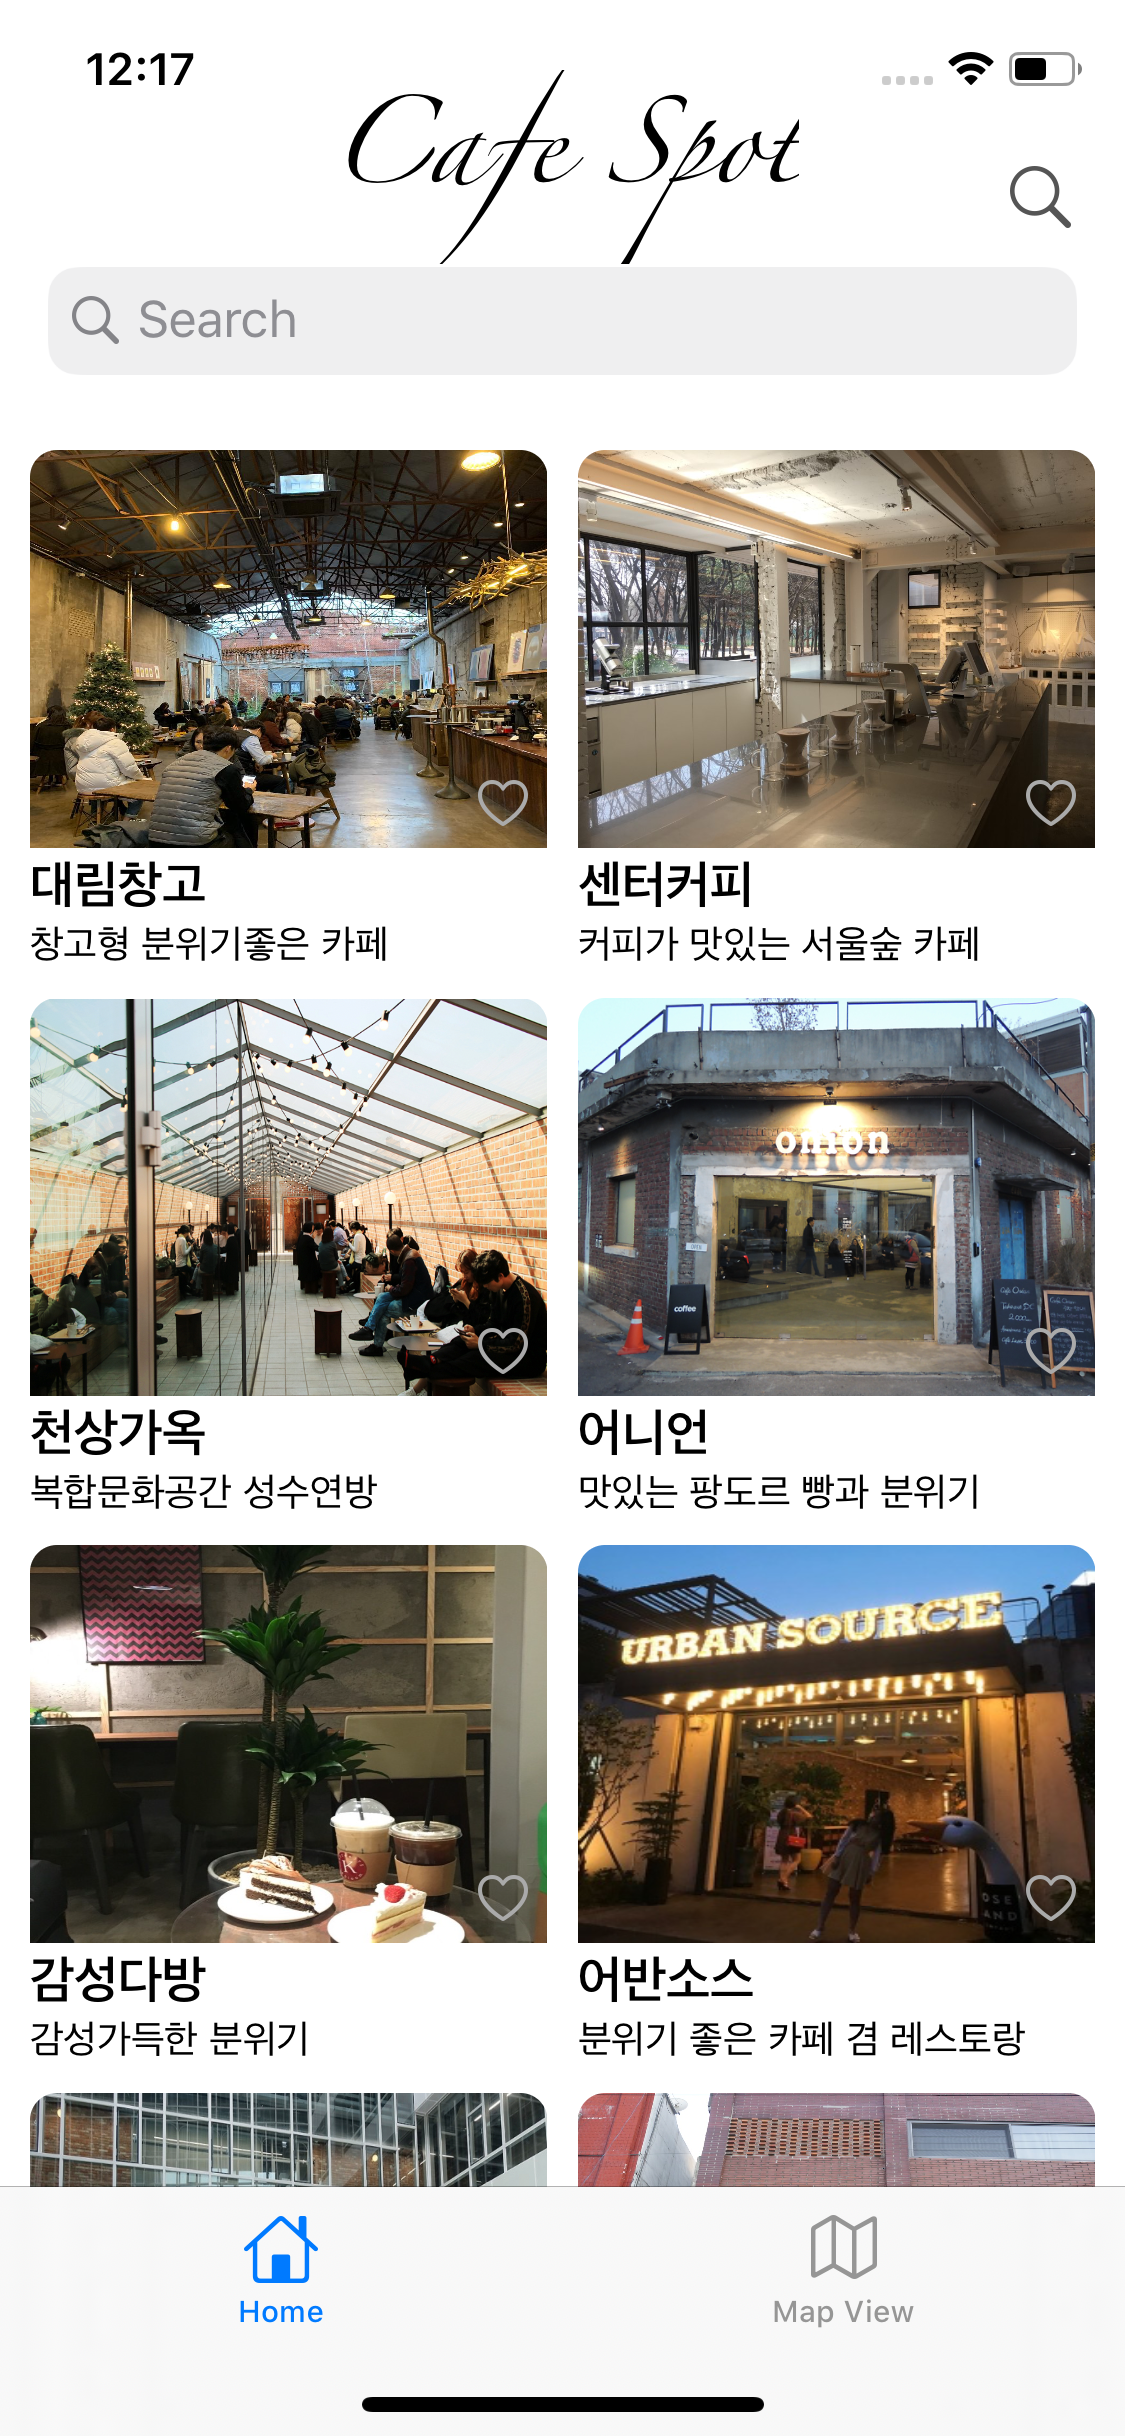 12:17
Cafe Spot
Search
대림창고
창고형 분위기좋은 카페
센터커피
커피가 맛있는 서울숲 카페
onion
coffee
천상가옥
복합문화공간 성수연방
어니언
맛있는 팡도르 빵과 분위기
URBAN SOURCE
감성다방
감성가득한 분위기
어반소스
분위기 좋은 카페 겸 레스토랑
Home
Map View